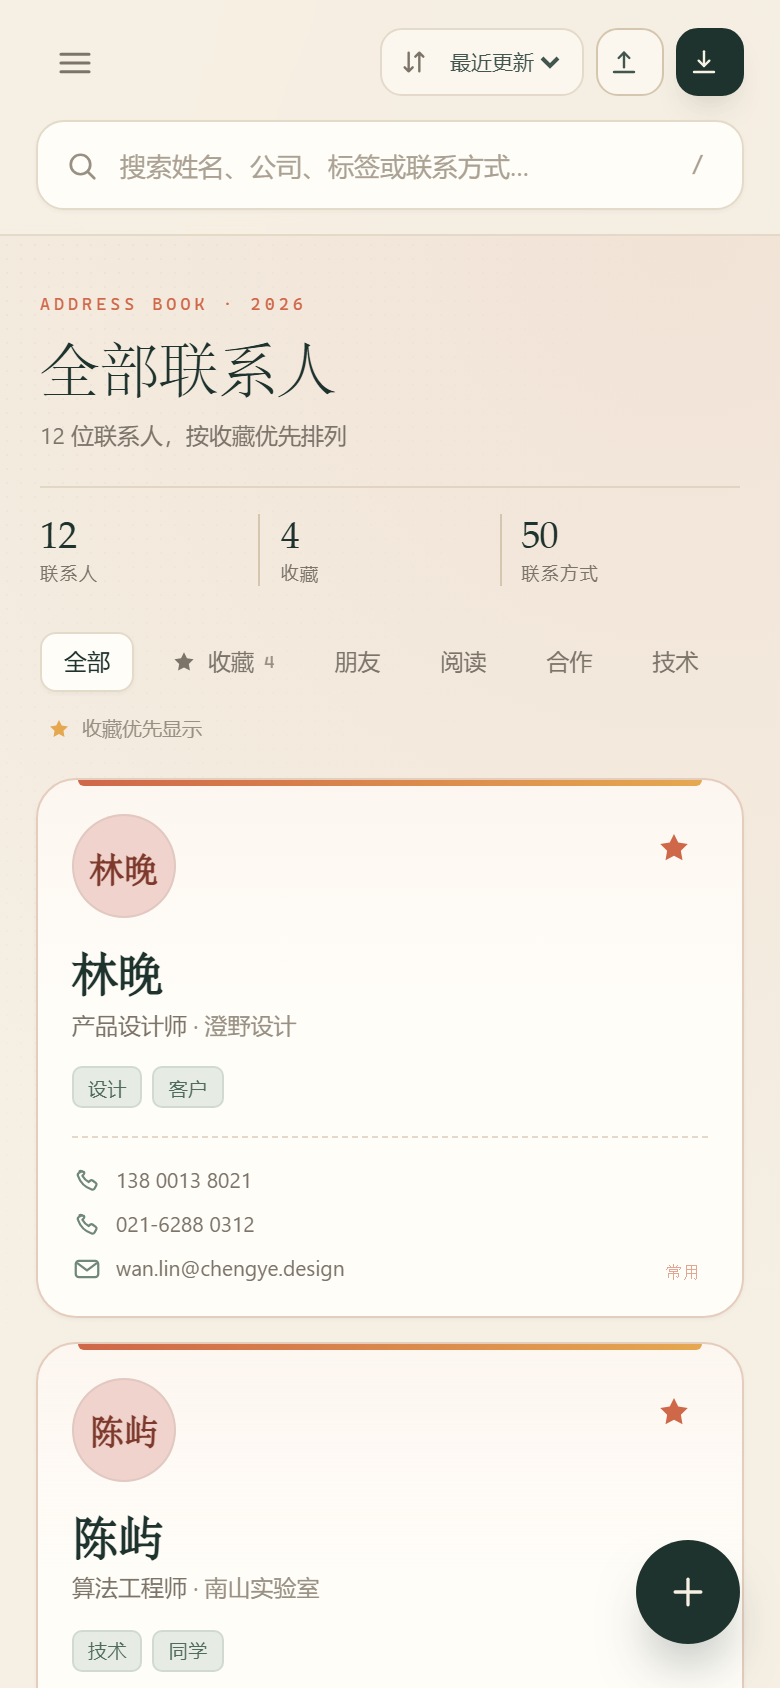 最近更新
搜索姓名、公司、标签或联系方式... /
ADDRESS BOOK · 2026
全部联系人
12 位联系人，按收藏优先排列
12 4 50
联系人 收藏 联系方式
全部 收藏 4 朋友 阅读 合作 技术
收藏优先显示
林晚
林晚
产品设计师 · 澄野设计
设计 客户
138 0013 8021
021-6288 0312
wan.lin@chengye.design 常用
陈屿
陈屿
算法工程师 · 南山实验室
技术 同学